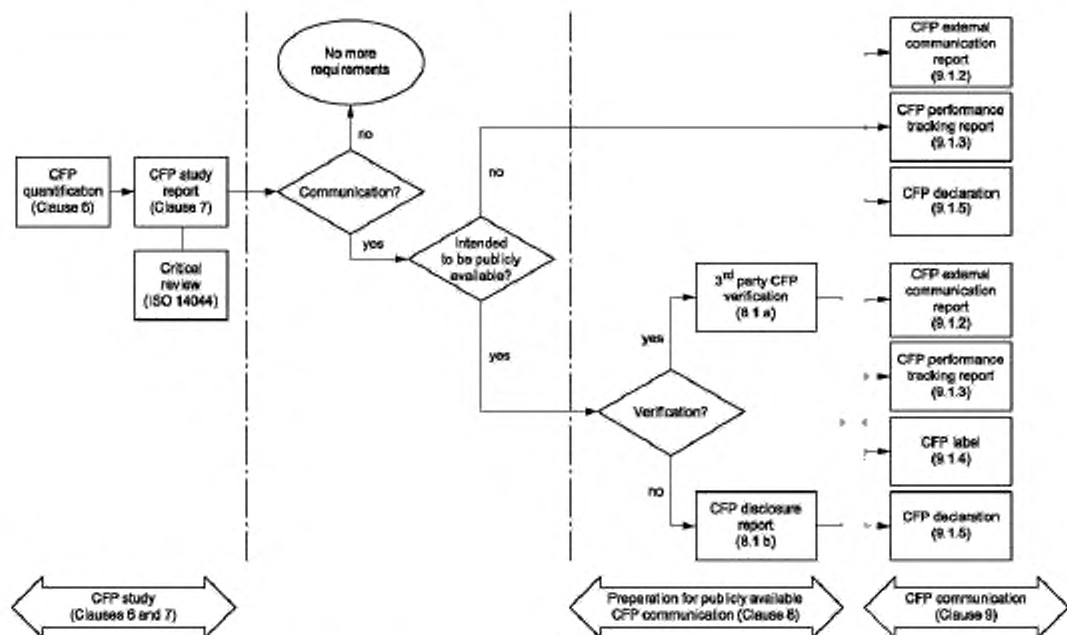 CFP
quantification
(Clause 6)
CFP study
report
(Clause 7)
Critical
review
(ISO 14044)
No more
requirements
no
Communication?
yes
no
Intended
to be publicly
available?
yes
3rd party CFP
verification
(8.1 a)
yes
Verification?
no
CFP disclosure
report
(8.1 b)
CFP external
communication
report
(9.1.2)
CFP performance
tracking report
(9.1.3)
CFP declaration
(9.1.5)
CFP external
communication
report
(9.1.2)
CFP performance
tracking report
(9.1.3)
CFP label
(9.1.4)
CFP declaration
(9.1.5)
CFP study
(Clauses 6 and 7)
Preparation for publicly available
CFP communication (Clause 8)
CFP communication
(Clause 9)